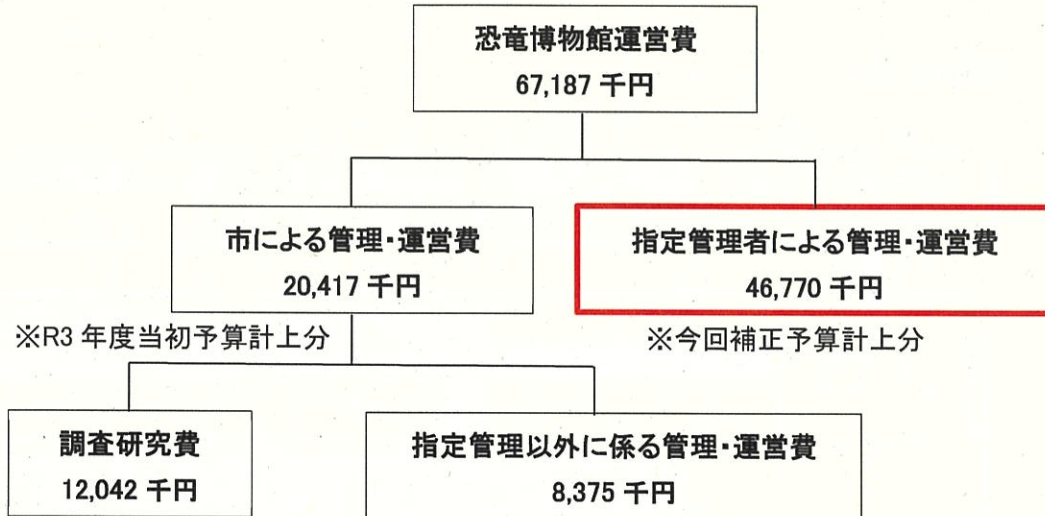 恐竜博物館運営費
67,187 千円
市による管理・運営費
20,417 千円
指定管理者による管理・運営費
46,770 千円
※R3 年度当初予算計上分
※今回補正予算計上分
調査研究費
12,042 千円
指定管理以外に係る管理・運営費
8,375 千円